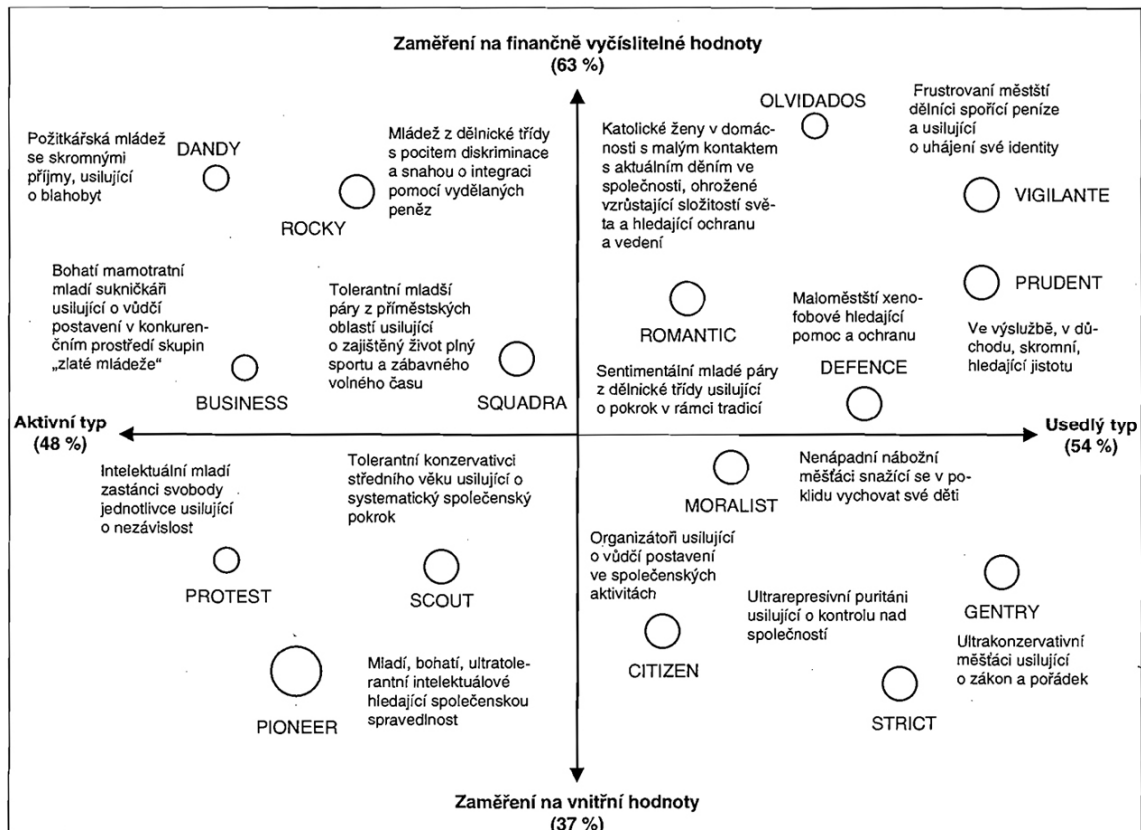 Zaměření na finančně vyčíslitelné hodnoty
(63 %)
Požitkářská mládež
se skromnými
příjmy, usilující
o blahobyt
DANDY
Mládež z dělnické třídy
s pocitem diskriminace
a snahou o integraci
pomocí vydělaných
peněz
ROCKY
Katolické ženy v domác-
nosti s malým kontaktem
s aktuálním děním ve
společnosti, ohrožené
vzrůstající složitostí svě-
ta a hledající ochranu
a vedení
OLVIDADOS
Frustrovaní městští
dělníci spořící peníze
a usilující
o uhájení své identity
VIGILANTE
Bohatí mamotratní
mladí sukničkáři
usilující o vůdčí
postavení v konkuren-
čním prostředí skupin
„zlaté mládeže“
BUSINESS
Tolerantní mladší
páry z příměstských
oblastí usilující
o zajištěný život plný
sportu a zábavného
volného času
SQUADRA
ROMANTIC
Sentimentální mladé páry
z dělnické třídy usilující
o pokrok v rámci tradicí
Maloměstští xeno-
fobové hledající
pomoc a ochranu
DEFENCE
PRUDENT
Ve výslužbě, v dů-
chodu, skromní,
hledající jistotu
Aktivní typ
(48 %)
Usedlý typ
(54 %)
Intelektuální mladí
zastánci svobody
jednotlivce usilující
o nezávislost
PROTEST
Tolerantní konzervativci
středního věku usilující o
systematický společenský
pokrok
SCOUT
MORALIST
Nenápadní nábožní
měšťáci snažící se v po-
klidu vychovat své děti
Organizátoři usilující
o vůdčí postavení
ve společenských
aktivitách
CITIZEN
Ultrarepresivní puritáni
usilující o kontrolu nad
společností
STRICT
GENTRY
Ultrakonzervativní
měšťáci usilující
o zákon a pořádek
PIONEER
Mladí, bohatí, ultratole-
rantní intelektuálové
hledající společenskou
spravedlnost
Zaměření na vnitřní hodnoty
(37 %)